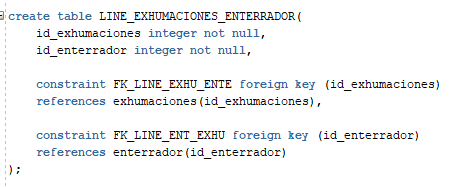 create table LINE_EXHUMACIONES_ENTERRADOR(
id_exhumaciones integer not null,
id_enterrador integer not null,
constraint FK_LINE_EXHU_ENTE foreign key (id_exhumaciones)
references exhumaciones(id_exhumaciones),
constraint FK_LINE_ENT_EXHU foreign key (id_enterrador)
references enterrador(id_enterrador)
);